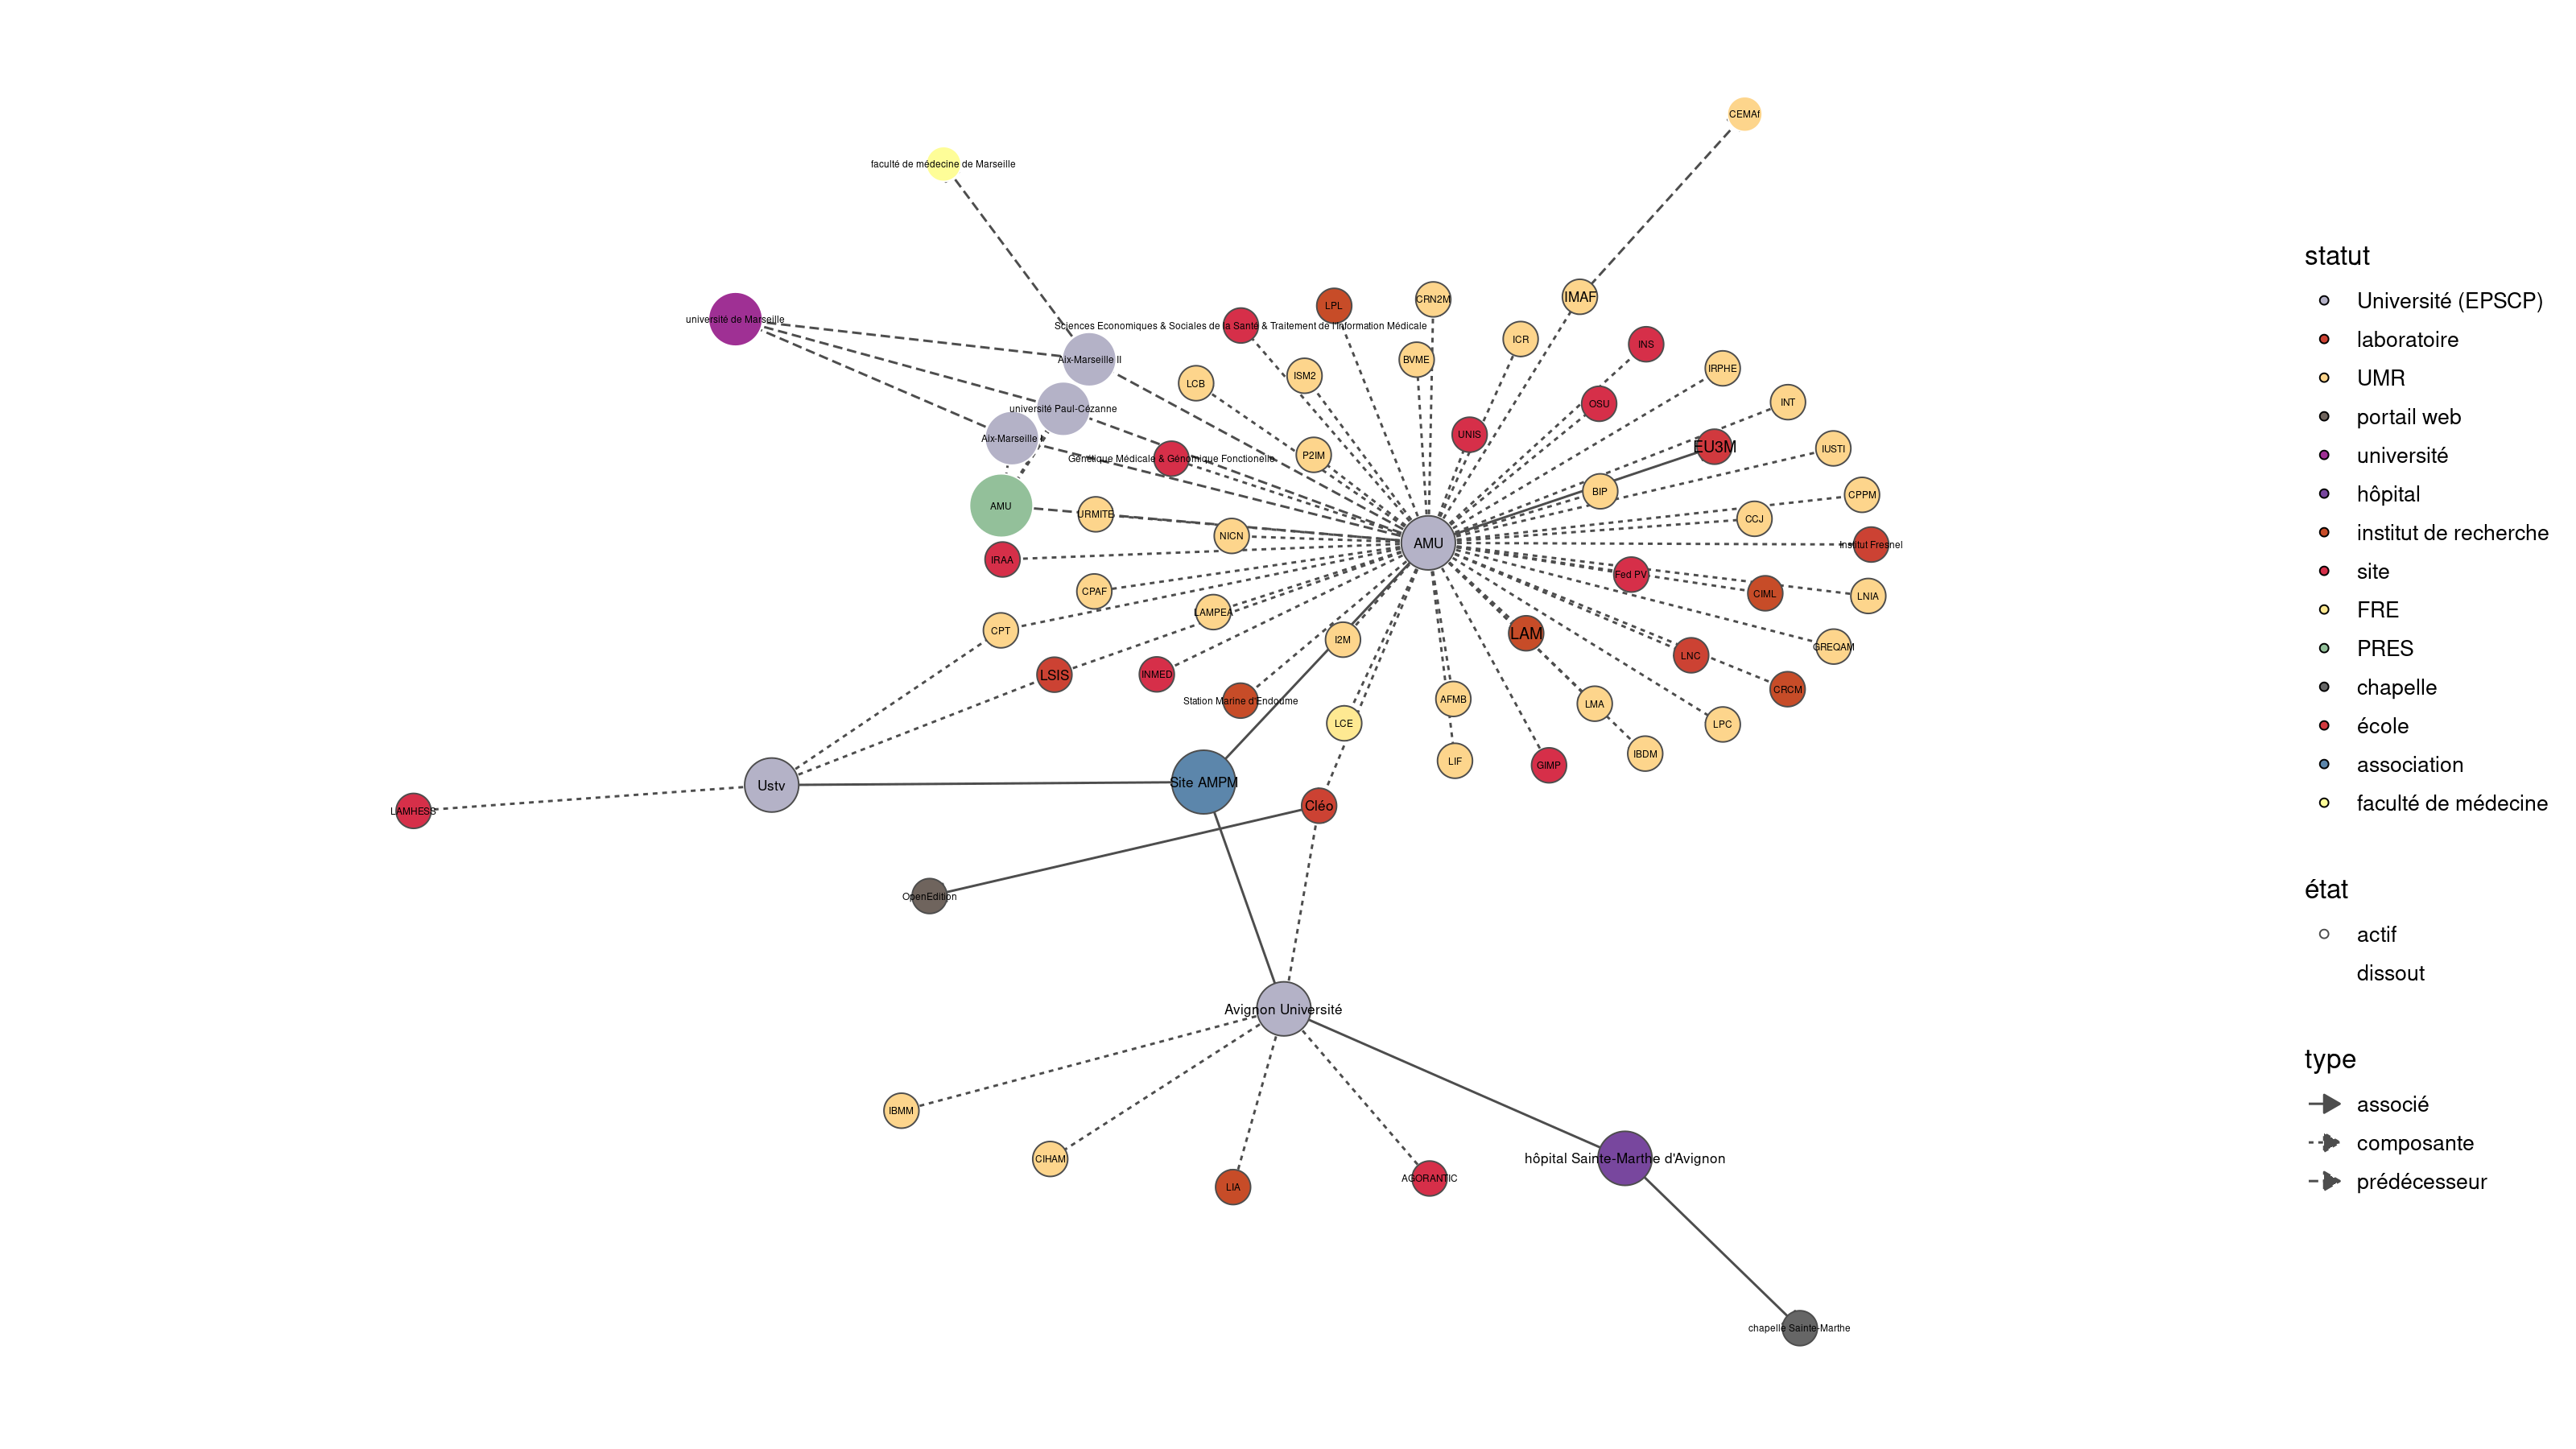 CEMAf
faculté de médecine de Marseille
IMAF
CRN2M
LPL
université de Marseille
Sciences Economiques & Sociales de la Santé & Traitement de l'Information Médicale
ICR
INS
Aix-Marseille II
BVME
IRPHE
ISM2
LCB
INT
OSU
université Paul-Cézanne
UNIS
Aix-Marseille I
EU3M
IUSTI
P2IM
Génétique Médicale & Génomique Fonctionelle
BIP
CPPM
AMU
URMITE
CCJ
NICN
AMU
Institut Fresnel
IRAA
Fed PV
CPAF
CIML
LNIA
LAMPEA
CPT
LAM
I2M
GREQAM
LNC
LSIS
INMED
CRCM
AFMB
Station Marine d'Endoume
LMA
LCE
LPC
IBDM
LIF
GIMP
Site AMPM
Ustv
Cléo
LAMHESS
OpenEdition
Avignon Université
IBMM
CIHAM
hôpital Sainte-Marthe d'Avignon
AGORANTIC
LIA
chapelle Sainte-Marthe
statut
Université (EPSCP)
laboratoire
UMR
portail web
université
hôpital
institut de recherche
site
FRE
PRES
chapelle
école
association
faculté de médecine
état
actif
dissout
type
associé
composante
prédécesseur